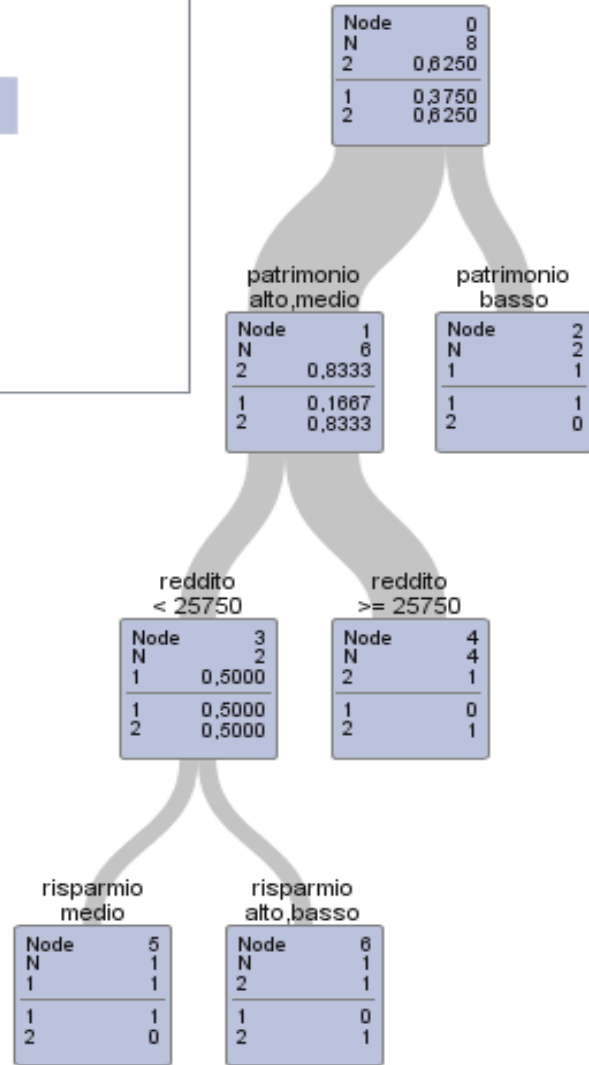 Node 0
N 8
2 0,6250
1 0,3750
2 0,6250
patrimonio
alto,medio
patrimonio
basso
Node 1
N 6
2 0,8333
1 0,1667
2 0,8333
Node 2
N 2
1 1
1 1
2 0
reddito
< 25750
reddito
>= 25750
Node 3
N 2
1 0,5000
1 0,5000
2 0,5000
Node 4
N 4
2 1
1 0
2 1
risparmio
medio
risparmio
alto,basso
Node 5
N 1
1 1
1 1
2 0
Node 6
N 1
2 1
1 0
2 1